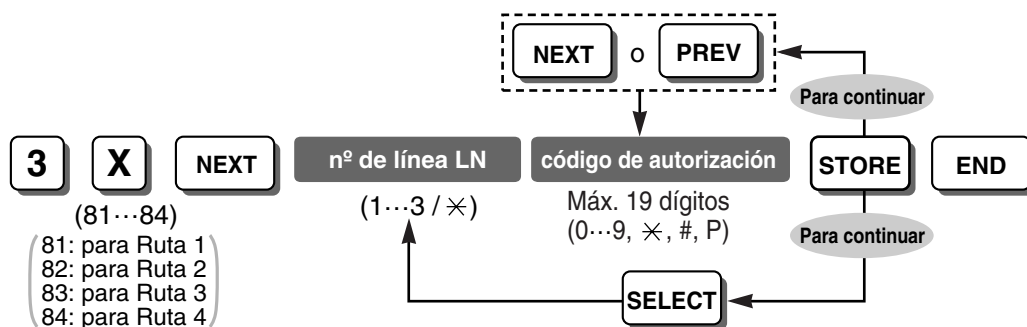 NEXT o PREV
Para continuar
3 X NEXT nº de línea LN código de autorización STORE END
(81···84) (1···3 / ✳) Máx. 19 dígitos
(0···9, ✳, #, P)
Para continuar
81: para Ruta 1
82: para Ruta 2
83: para Ruta 3
84: para Ruta 4
SELECT